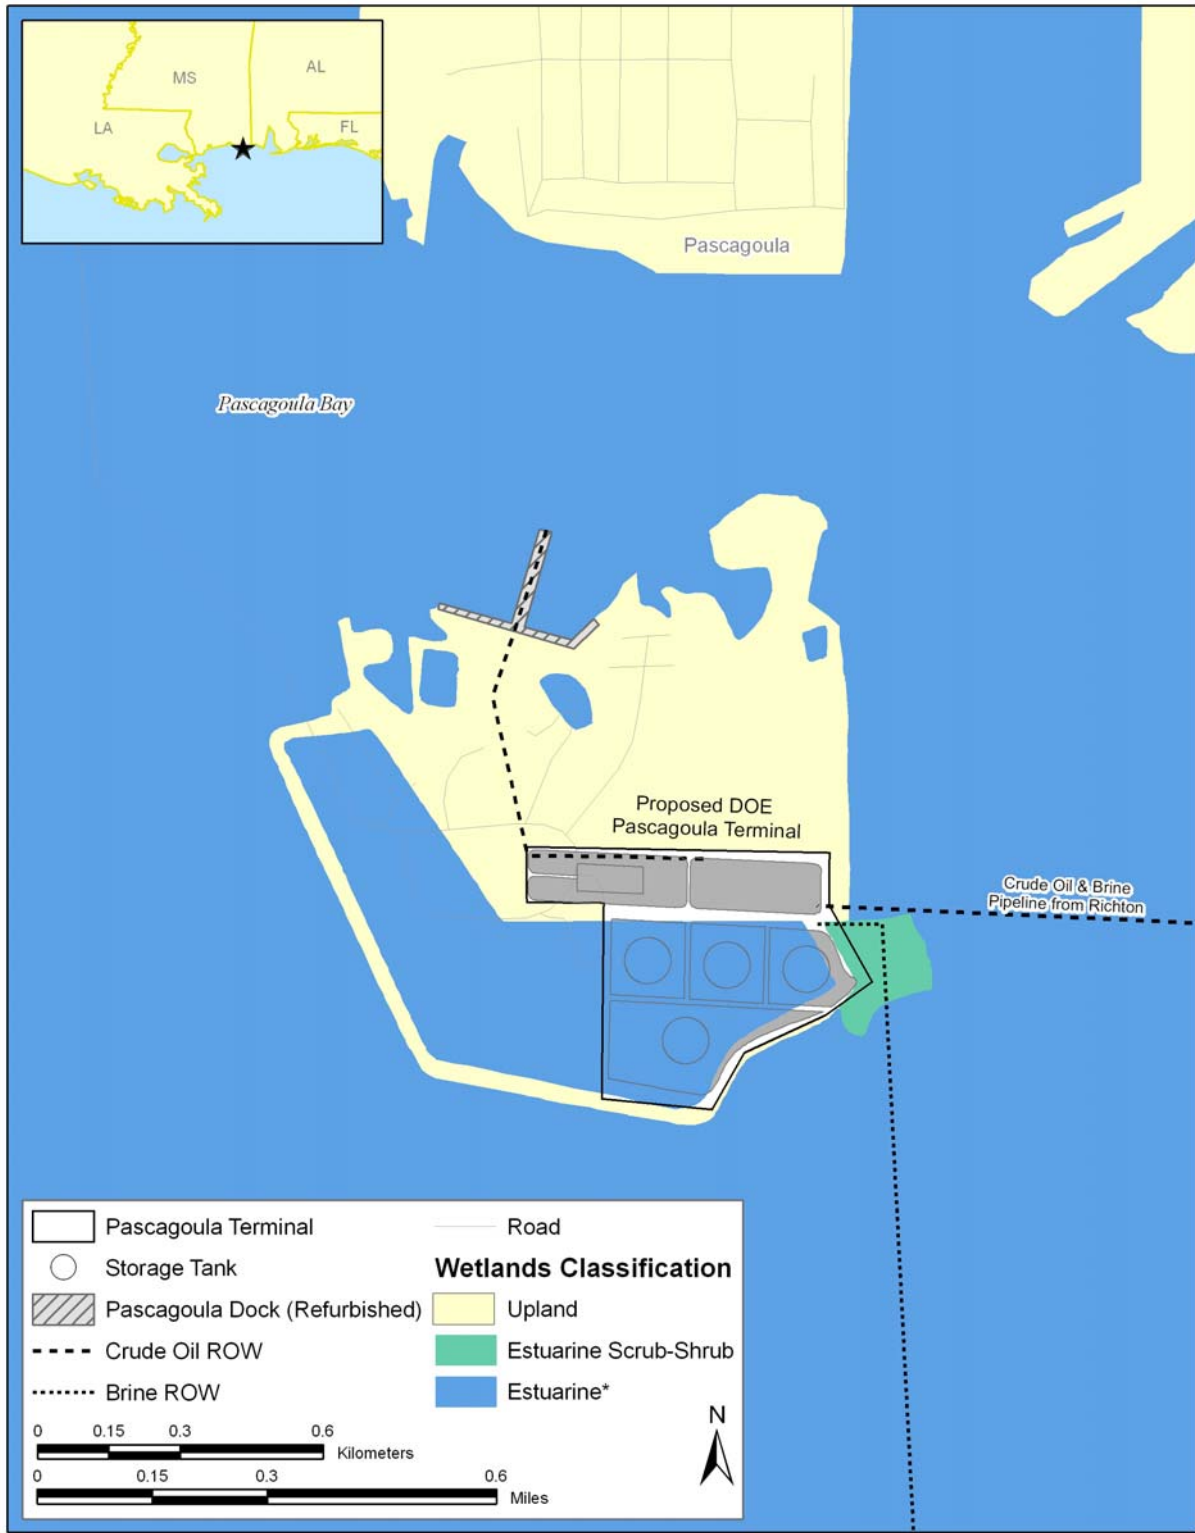 MS
AL
LA
FL
Pascagoula
Pascagoula Bay
Proposed DOE
Pascagoula Terminal
Crude Oil & Brine
Pipeline from Richton
Pascagoula Terminal
Storage Tank
Pascagoula Dock (Refurbished)
Crude Oil ROW
Brine ROW
Road
Wetlands Classification
Upland
Estuarine Scrub-Shrub
Estuarine*
N
0 0.15 0.3 0.6
Kilometers
0 0.15 0.3 0.6
Miles